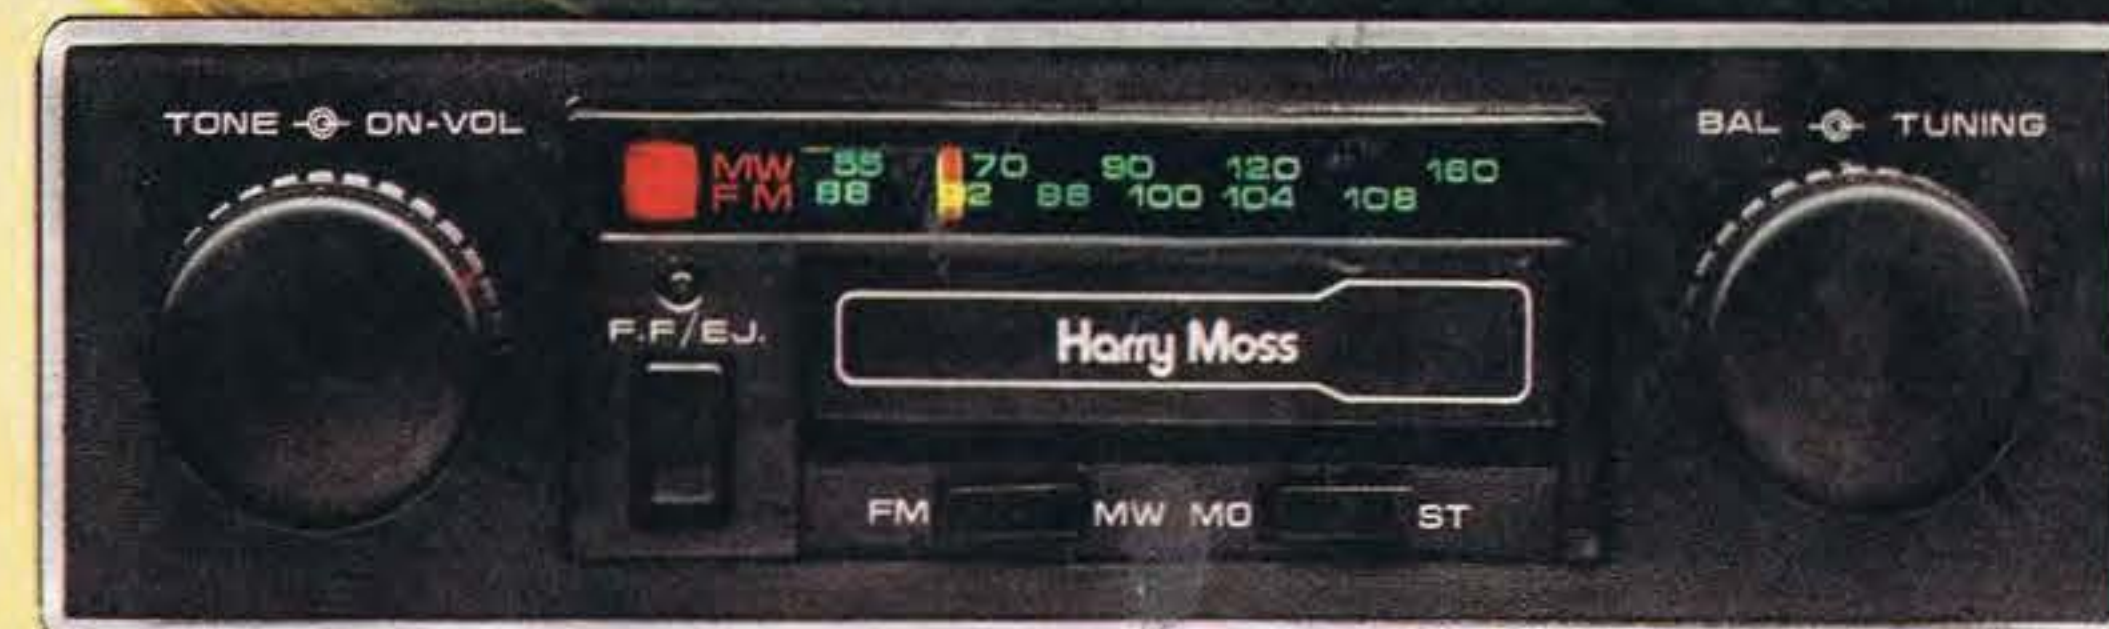 TONE ON-VOL
BAL TUNING
MW 55 70 90 120 160
FM 88 92 96 100 104 108
F.F/EJ.
Harry Moss
FM MW MO ST